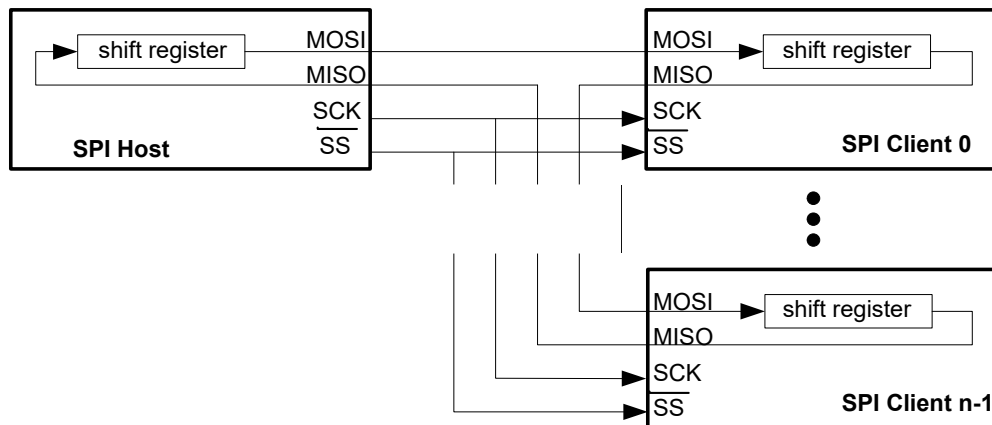 shift register
MOSI
MISO
SCK
SS
SPI Host
MOSI
shift register
MISO
SCK
SS
SPI Client 0
MOSI
shift register
MISO
SCK
SS
SPI Client n-1